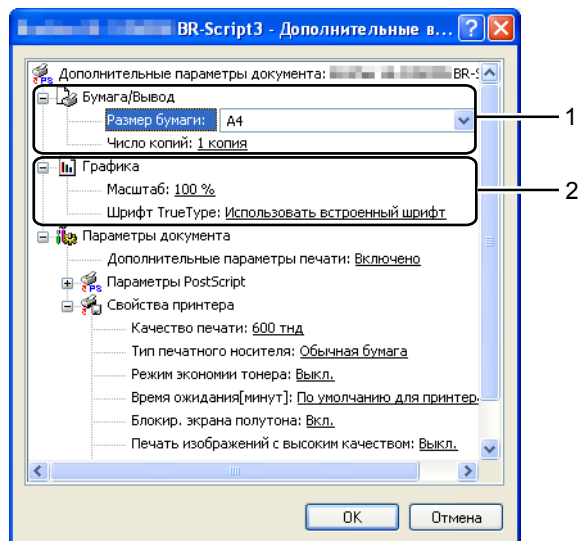 BR-Script3 - Дополнительные в...
Дополнительные параметры документа: BR-
Бумага/Вывод
Размер бумаги: A4
1
Число копий: 1 копия
Графика
Масштаб: 100 %
2
Шрифт TrueType: Использовать встроенный шрифт
Параметры документа
Дополнительные параметры печати: Включено
Параметры PostScript
Свойства принтера
Качество печати: 600 тнд
Тип печатного носителя: Обычная бумага
Режим экономии тонера: Выкл.
Время ожидания[минут]: По умолчанию для принтер
Блокир. экрана полутона: Вкл.
Печать изображений с высоким качеством: Выкл.
OK
Отмена